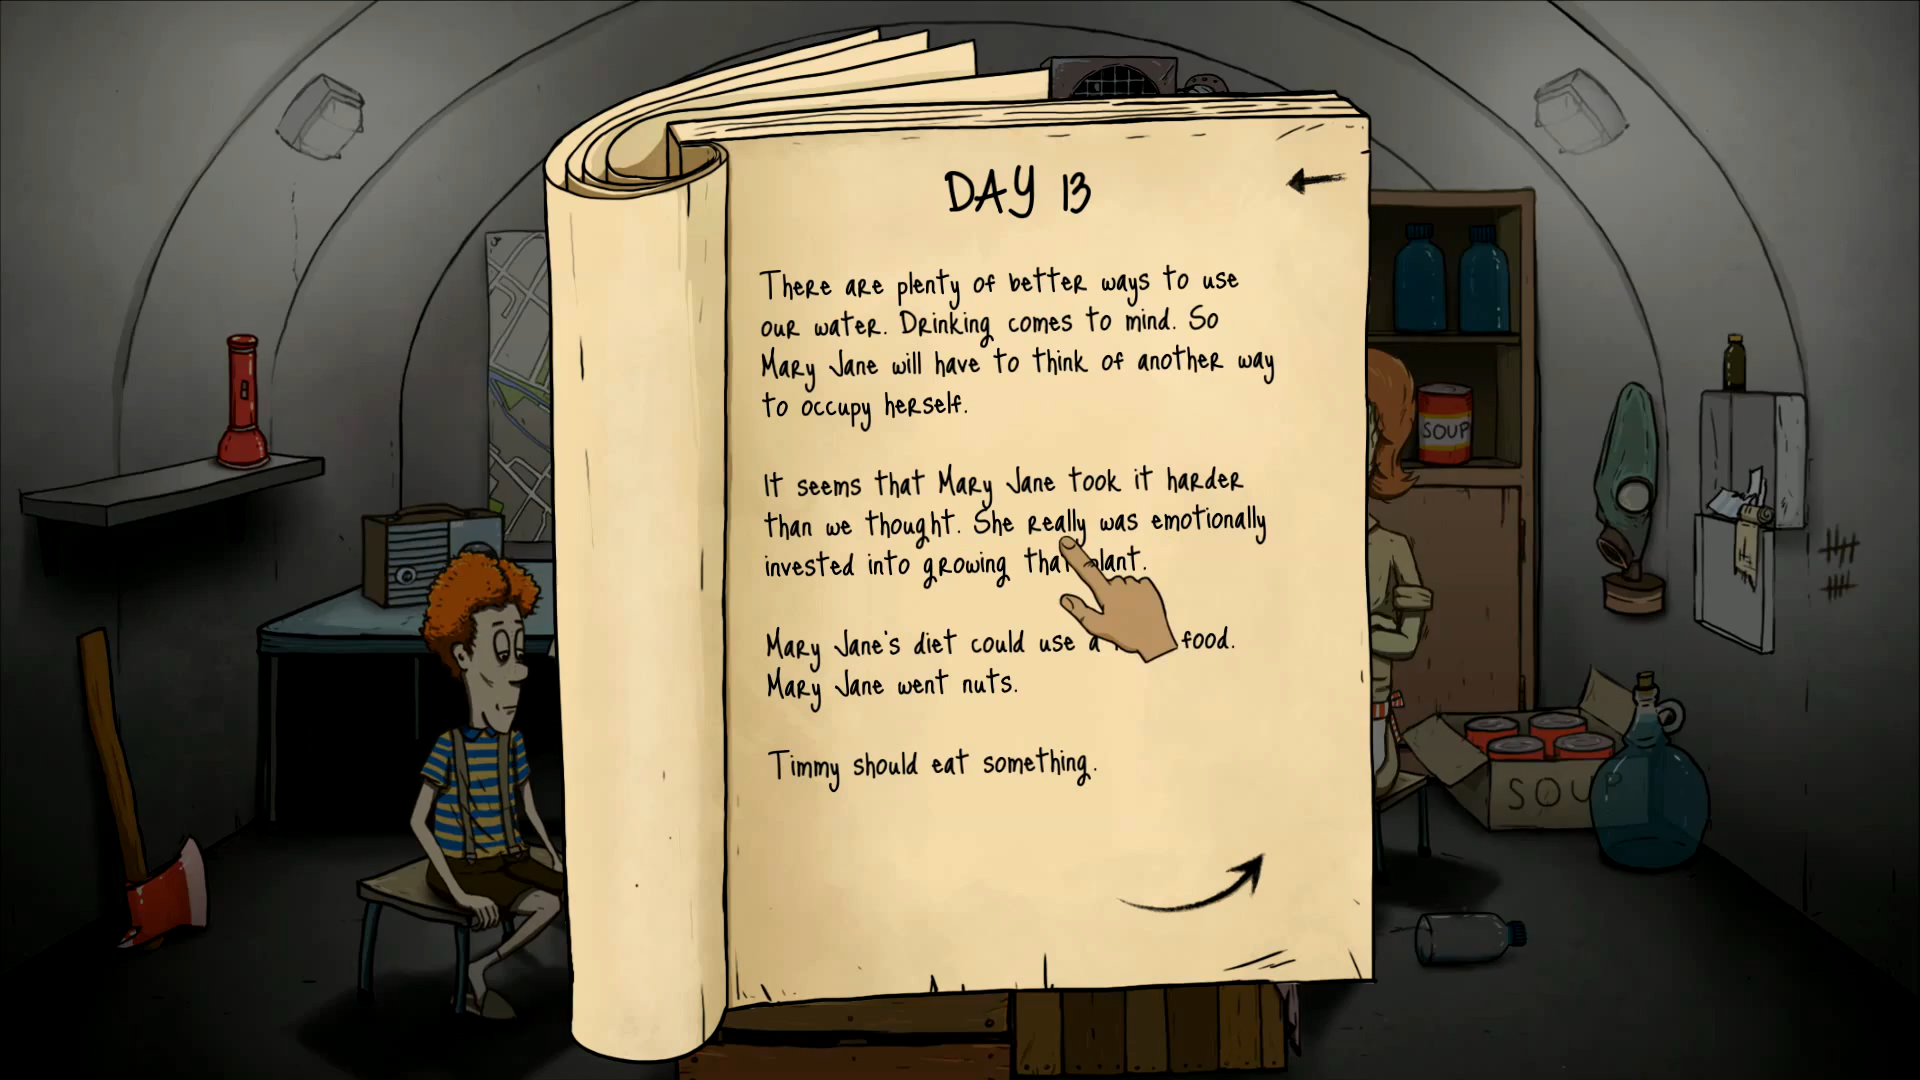 DAY 13
There are plenty of better ways to use
our water. Drinking comes to mind. So
Mary Jane will have to think of another way
to occupy herself.
It seems that Mary Jane took it harder
than we thought. She really was emotionally
invested into growing that plant.
Mary Jane's diet could use a food.
Mary Jane went nuts.
Timmy should eat something.
SOUP
SOUP